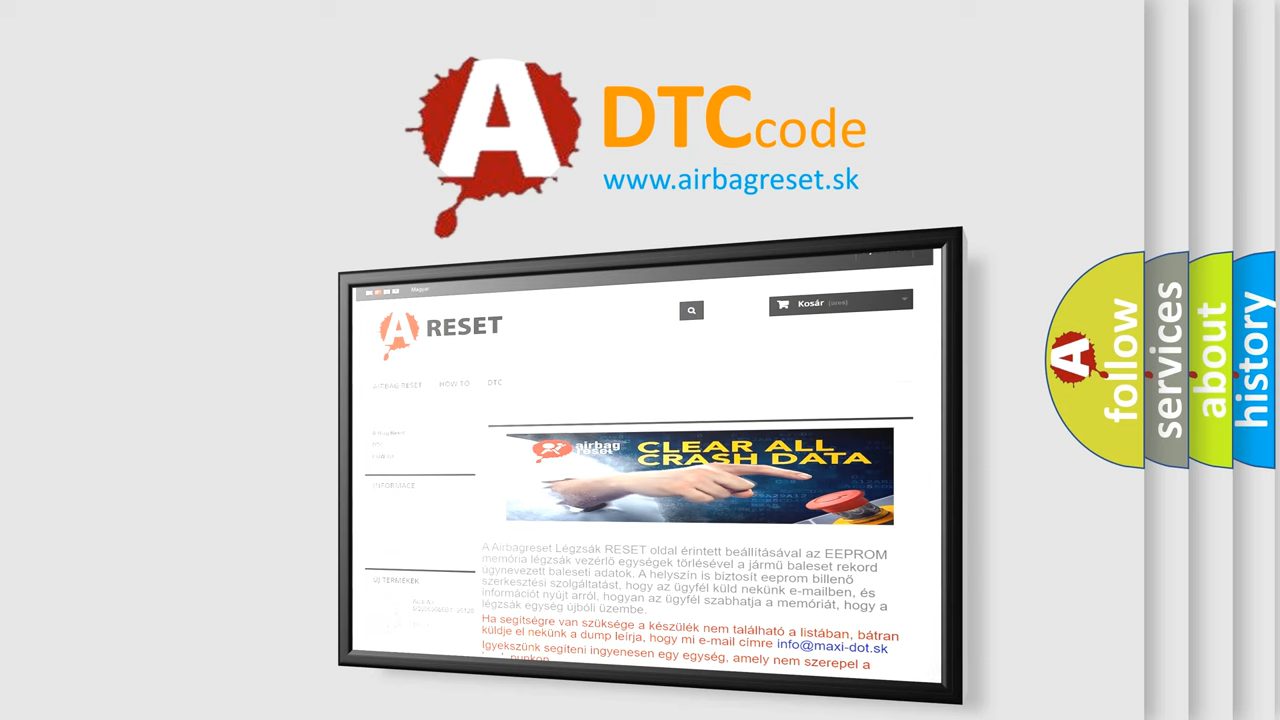 A
DTCcode
www.airbagreset.sk
Magyar
A RESET
Kosár (üres)
AIRBAG RESET HOW TO DTC
DTC
INFORMACE
airbag
reset
CLEAR ALL
CRASH DATA
A Airbagreset Légzsák RESET oldal érintett beállításával az EEPROM
memória légzsák vezérlő egységek törlésével a jármű baleset rekord
úgynevezett baleseti adatok. A helyszín is biztosít eeprom billenő
szerkesztési szolgáltatást, hogy az ügyfél küld nekünk e-mailben, és
információt nyújt arról, hogyan az ügyfél szabhatja a memóriát, hogy a
légzsák egység újbóli üzembe.
Ha segítségre van szüksége a készülék nem található a listában, bátran
küldje el nekünk a dump leírja, hogy mi e-mail címre info@maxi-dot.sk
Igyekszünk segíteni ingyenesen egy egység, amely nem szerepel a
ÚJ TERMÉKEK
A
follow
services
about
history